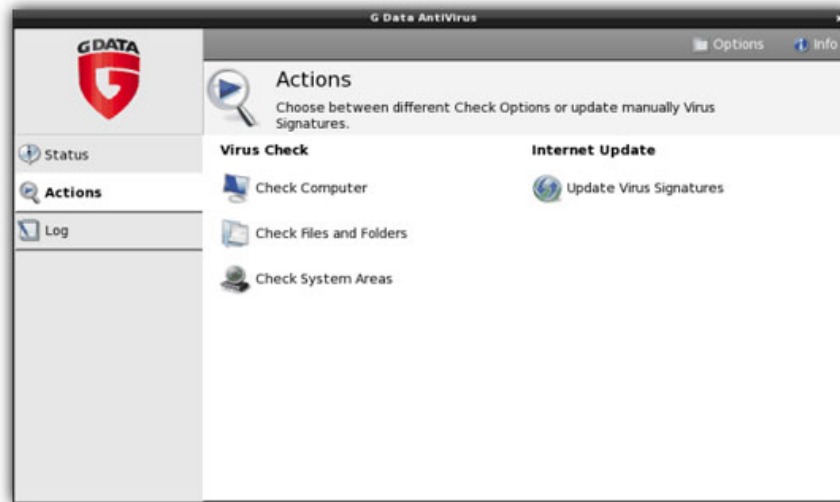 G Data AntiVirus
G DATA
Options
Info
Actions
Choose between different Check Options or update manually Virus
Signatures.
Status
Actions
Log
Virus Check
Check Computer
Check Files and Folders
Check System Areas
Internet Update
Update Virus Signatures